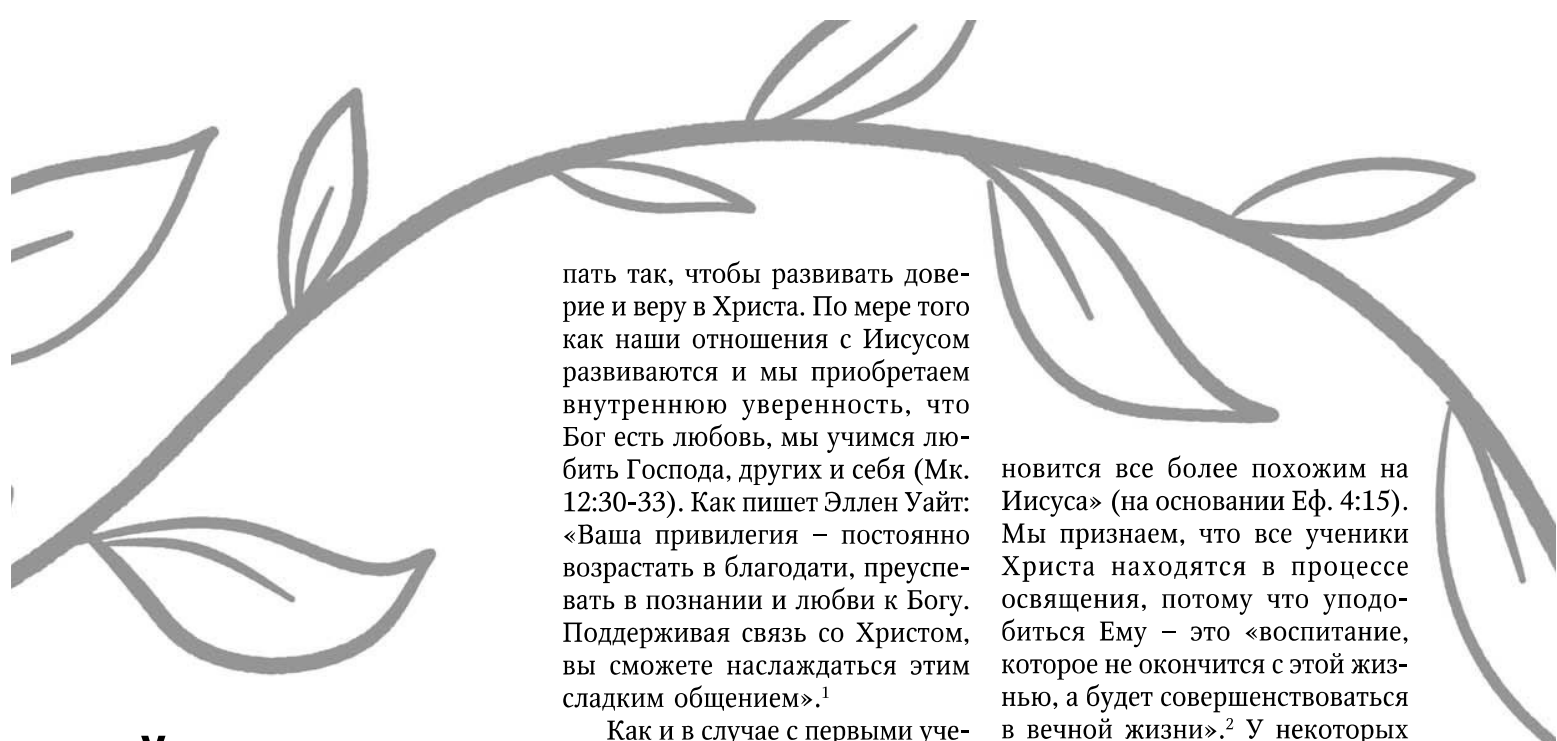 пать так, чтобы развивать дове-
рие и веру в Христа. По мере того
как наши отношения с Иисусом
развиваются и мы приобретаем
внутреннюю уверенность, что
Бог есть любовь, мы учимся лю-
бить Господа, других и себя (Мк.
12:30-33). Как пишет Эллен Уайт:
«Ваша привилегия – постоянно
возрастать в благодати, преуспе-
вать в познании и любви к Богу.
Поддерживая связь со Христом,
вы сможете наслаждаться этим
сладким общением».¹
Как и в случае с первыми уче-
новится все более похожим на
Иисуса» (на основании Еф. 4:15).
Мы признаем, что все ученики
Христа находятся в процессе
освящения, потому что уподо-
биться Ему – это «воспитание,
которое не окончится с этой жиз-
нью, а будет совершенствоваться
в вечной жизни».² У некоторых